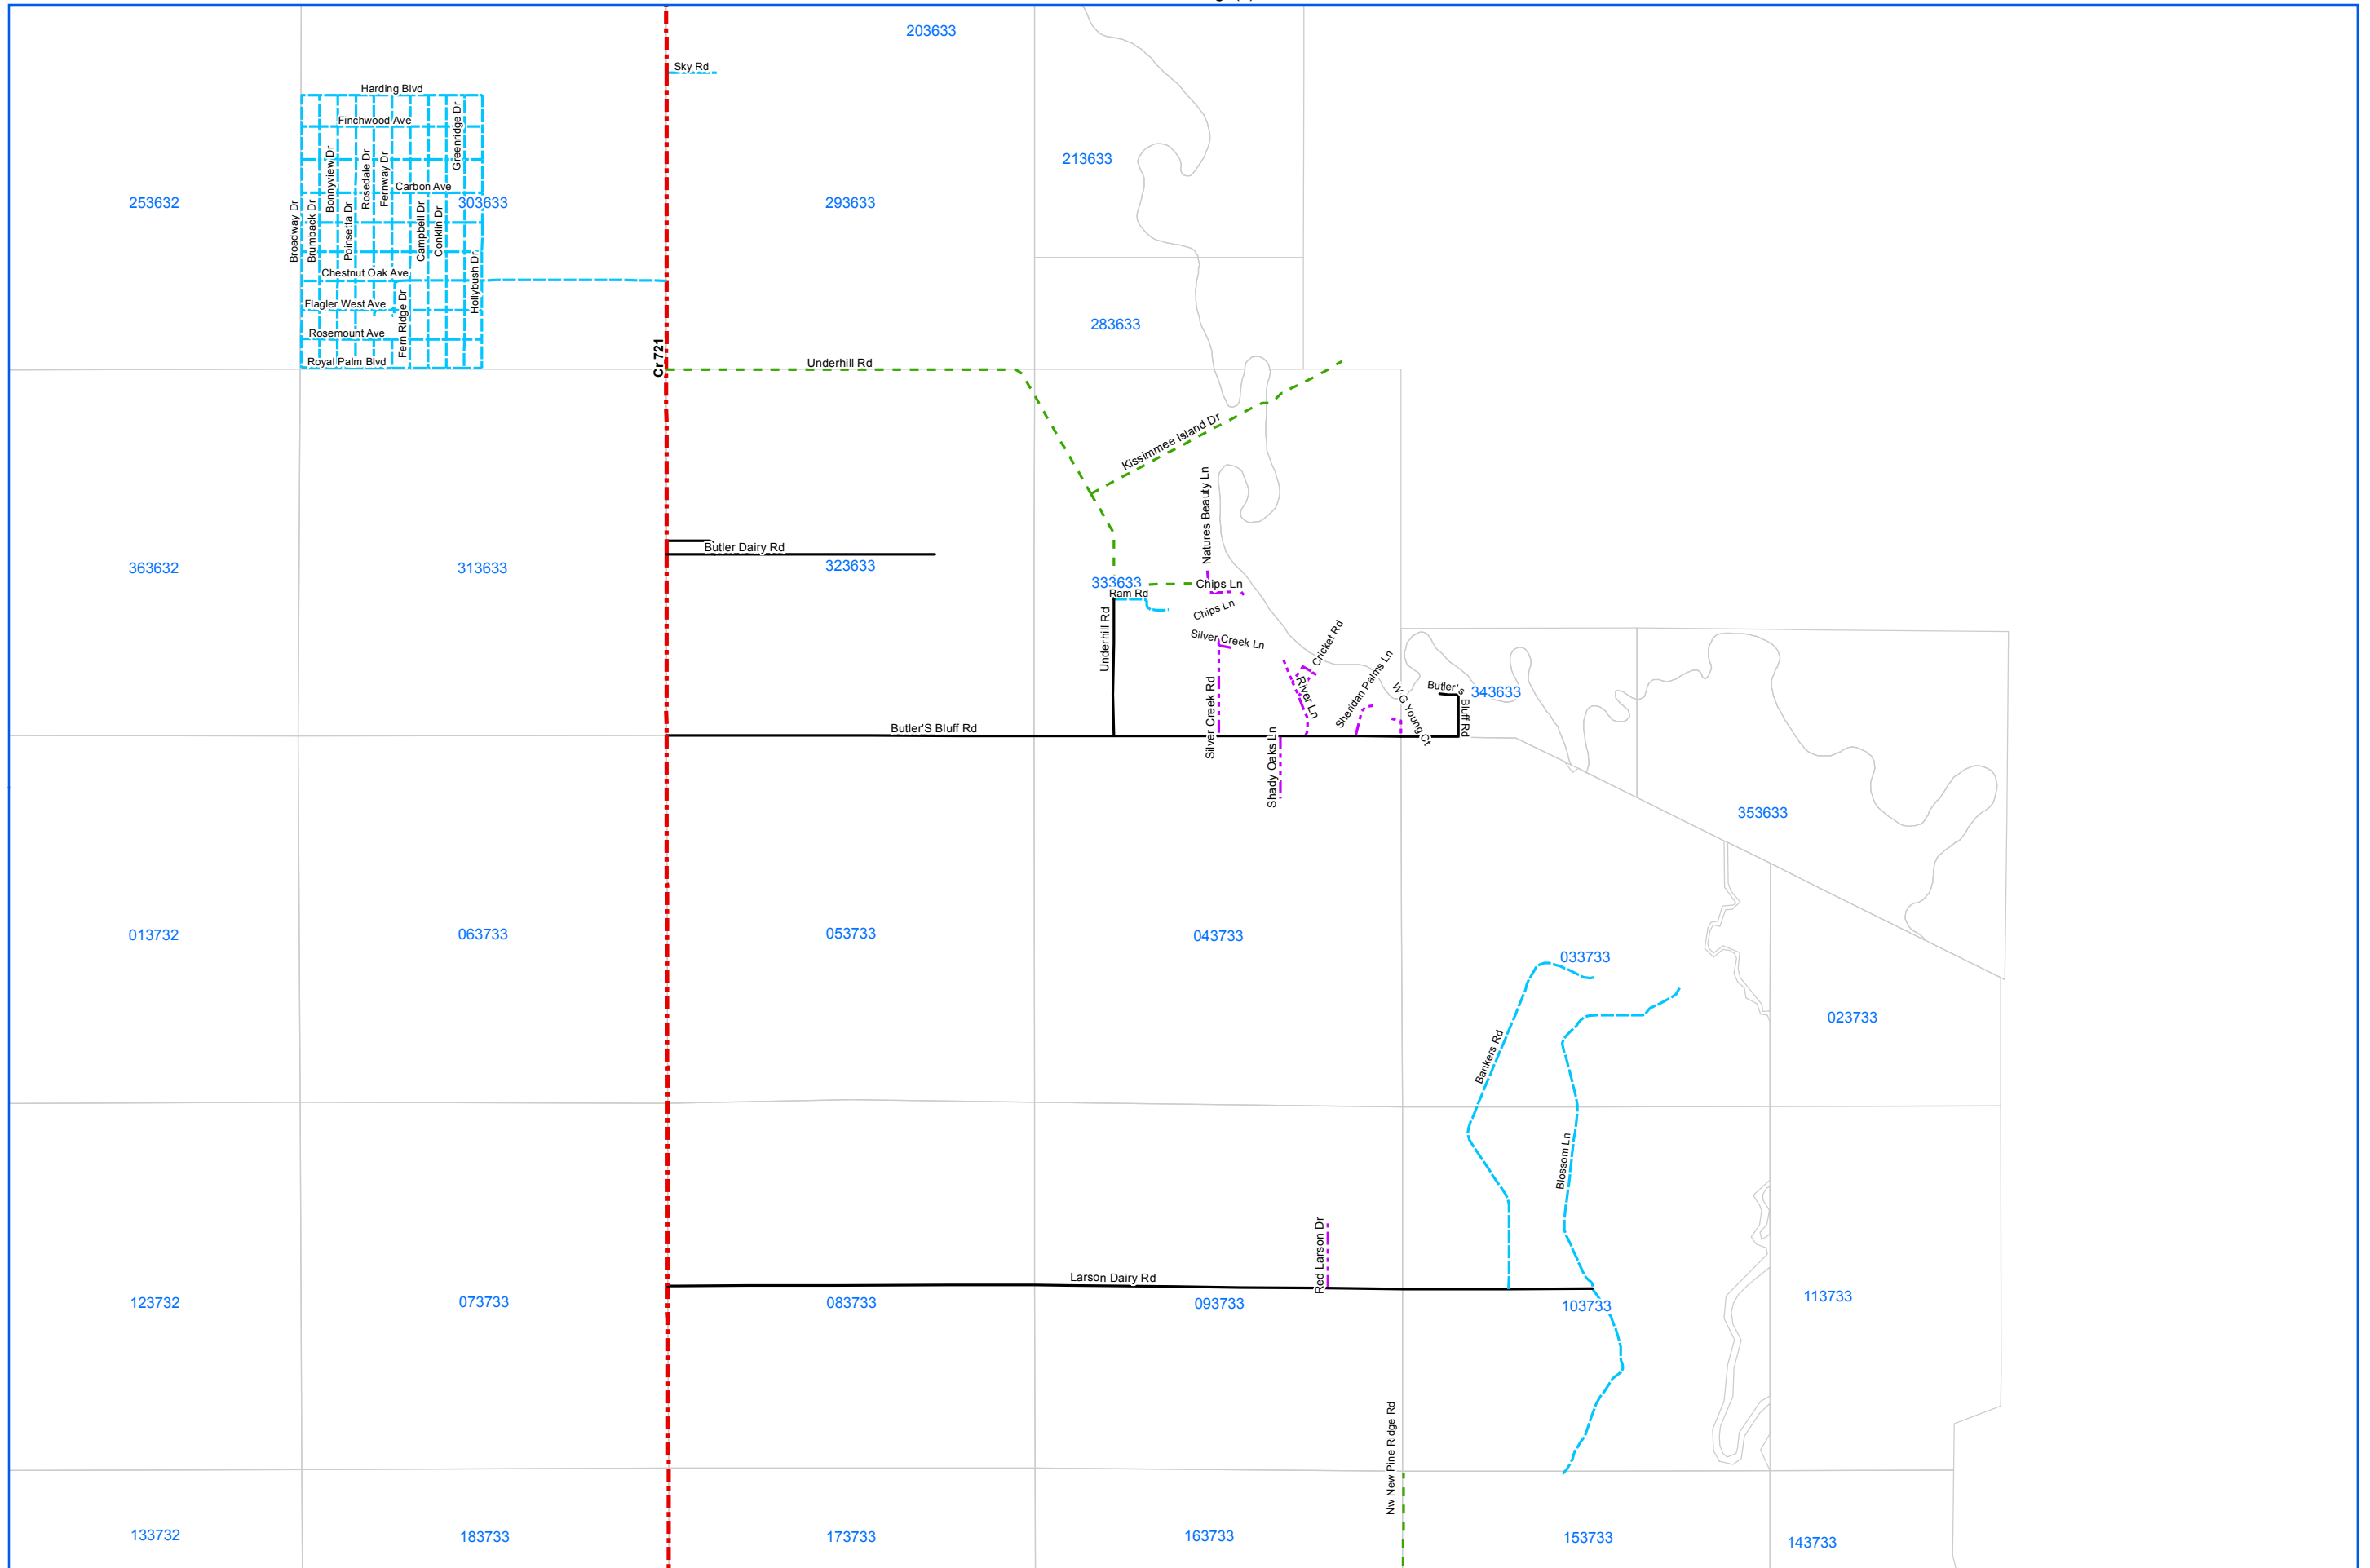 203633
Sky Rd
Harding Blvd
Finchwood Ave
Greenridge Dr
213633
Bonnyview Dr
Rosedale Dr
Fernway Dr
Carbon Ave
253632
303633
293633
Broadway Dr
Brumback Dr
Poinsetta Dr
Campbell Dr
Conklin Dr
Hollybush Dr
Chestnut Oak Ave
Flagler West Ave
Fern Ridge Dr
283633
Rosemount Ave
Royal Palm Blvd
Cr 721
Underhill Rd
Kissimmee Island Dr
Natures Beauty Ln
Butler Dairy Rd
363632
313633
323633
333633
Chips Ln
Ram Rd
Chips Ln
Underhill Rd
Silver Creek Ln
Cricket Rd
Silver Creek Rd
River Ln
Sheridan Palms Ln
W G Young Ct
Butler's
Bluff Rd
343633
Butler'S Bluff Rd
Shady Oaks Ln
353633
013732
063733
053733
043733
033733
023733
Bankers Rd
Blossom Ln
Red Larson Dr
Larson Dairy Rd
123732
073733
083733
093733
103733
113733
Nw New Pine Ridge Rd
133732
183733
173733
163733
153733
143733